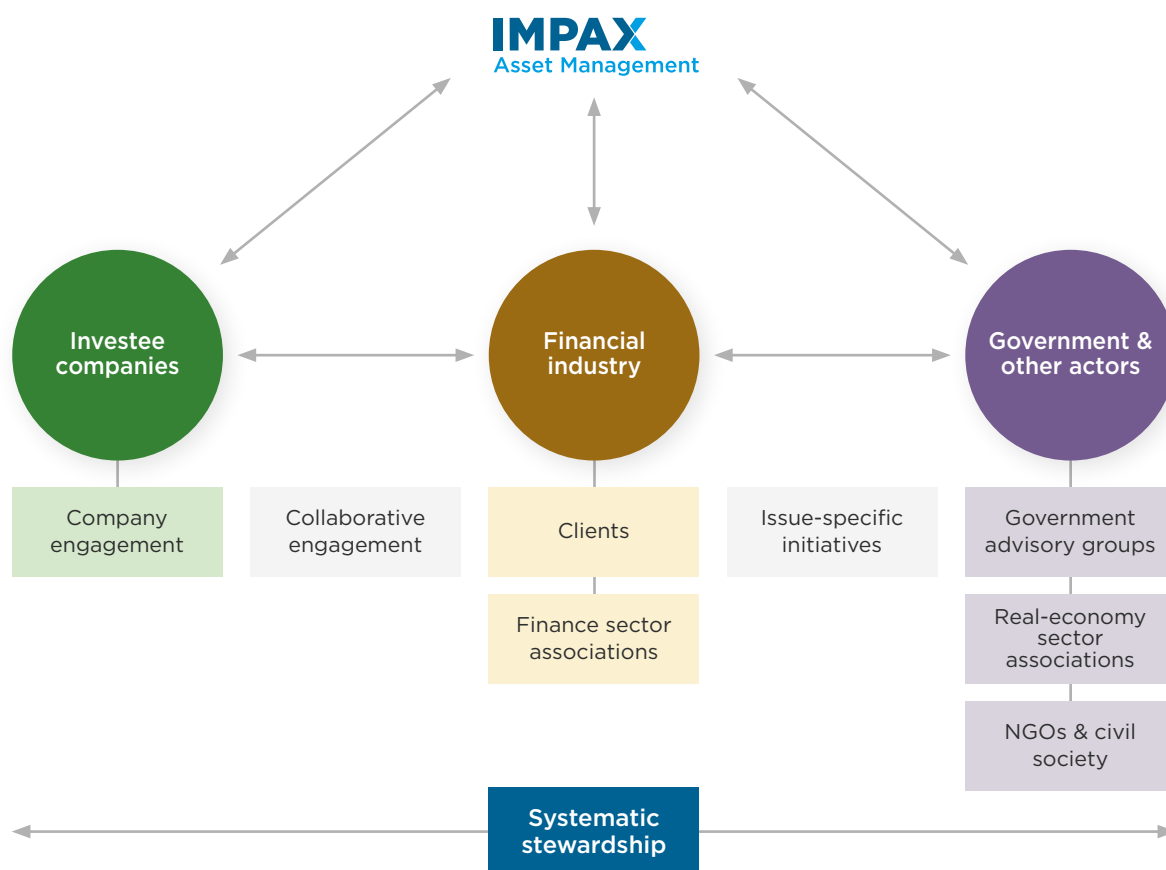 IMPAX
Asset Management
Investee
companies
Financial
industry
Government &
other actors
Company
engagement
Collaborative
engagement
Clients
Issue-specific
initiatives
Government
advisory groups
Finance sector
associations
Real-economy
sector
associations
NGOs & civil
society
Systematic
stewardship